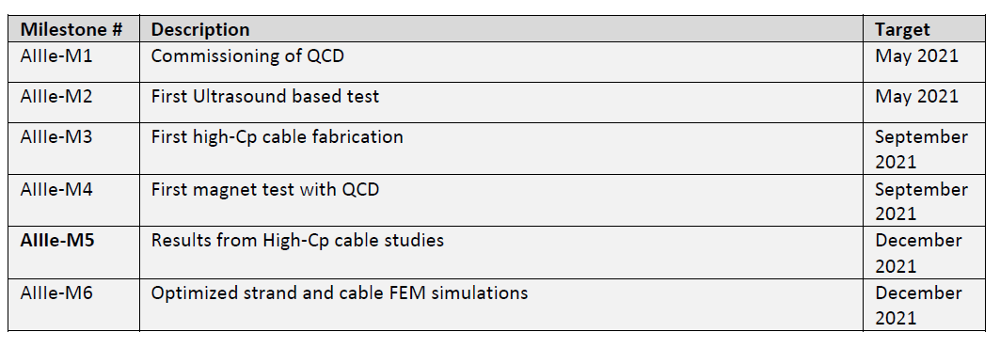 Milestone # Description Target
AIIIe-M1 Commissioning of QCD May 2021
AIIIe-M2 First Ultrasound based test May 2021
AIIIe-M3 First high-Cp cable fabrication September
2021
AIIIe-M4 First magnet test with QCD September
2021
AIIIe-M5 Results from High-Cp cable studies December
2021
AIIIe-M6 Optimized strand and cable FEM simulations December
2021